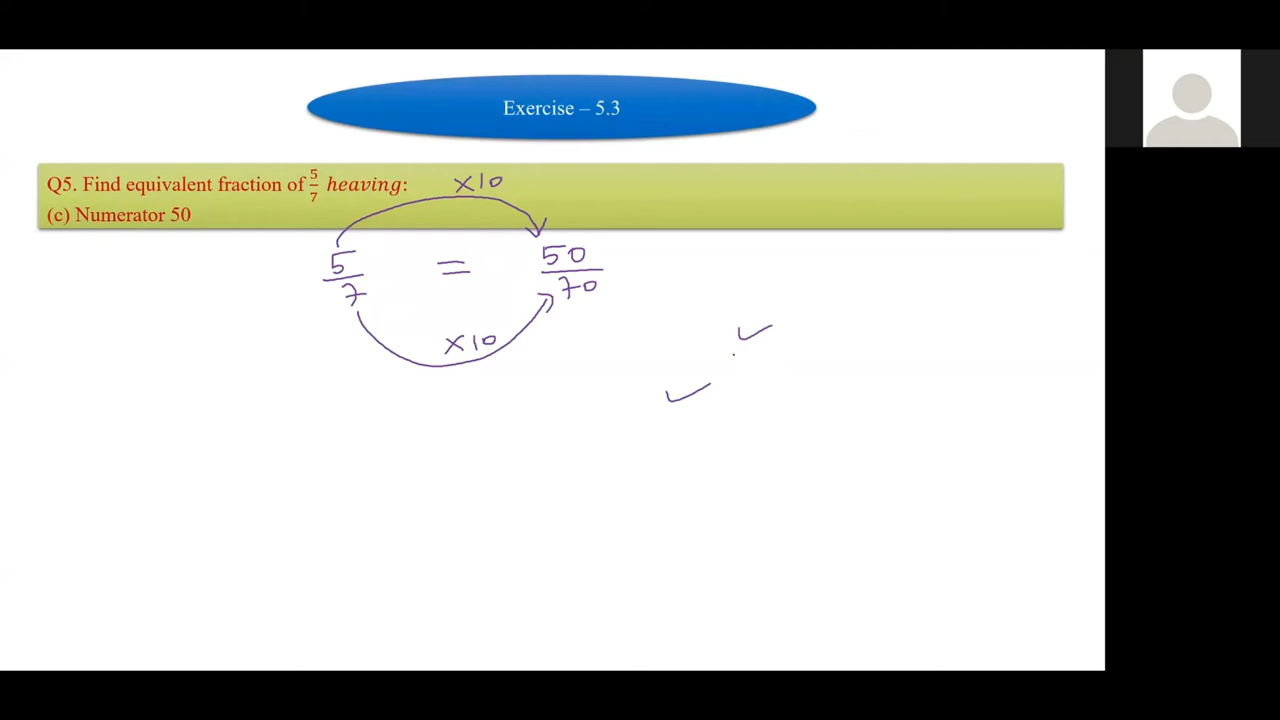 Exercise – 5.3
Q5. Find equivalent fraction of 5/7 heaving:
(c) Numerator 50
×10
5/7 = 50/70
×10